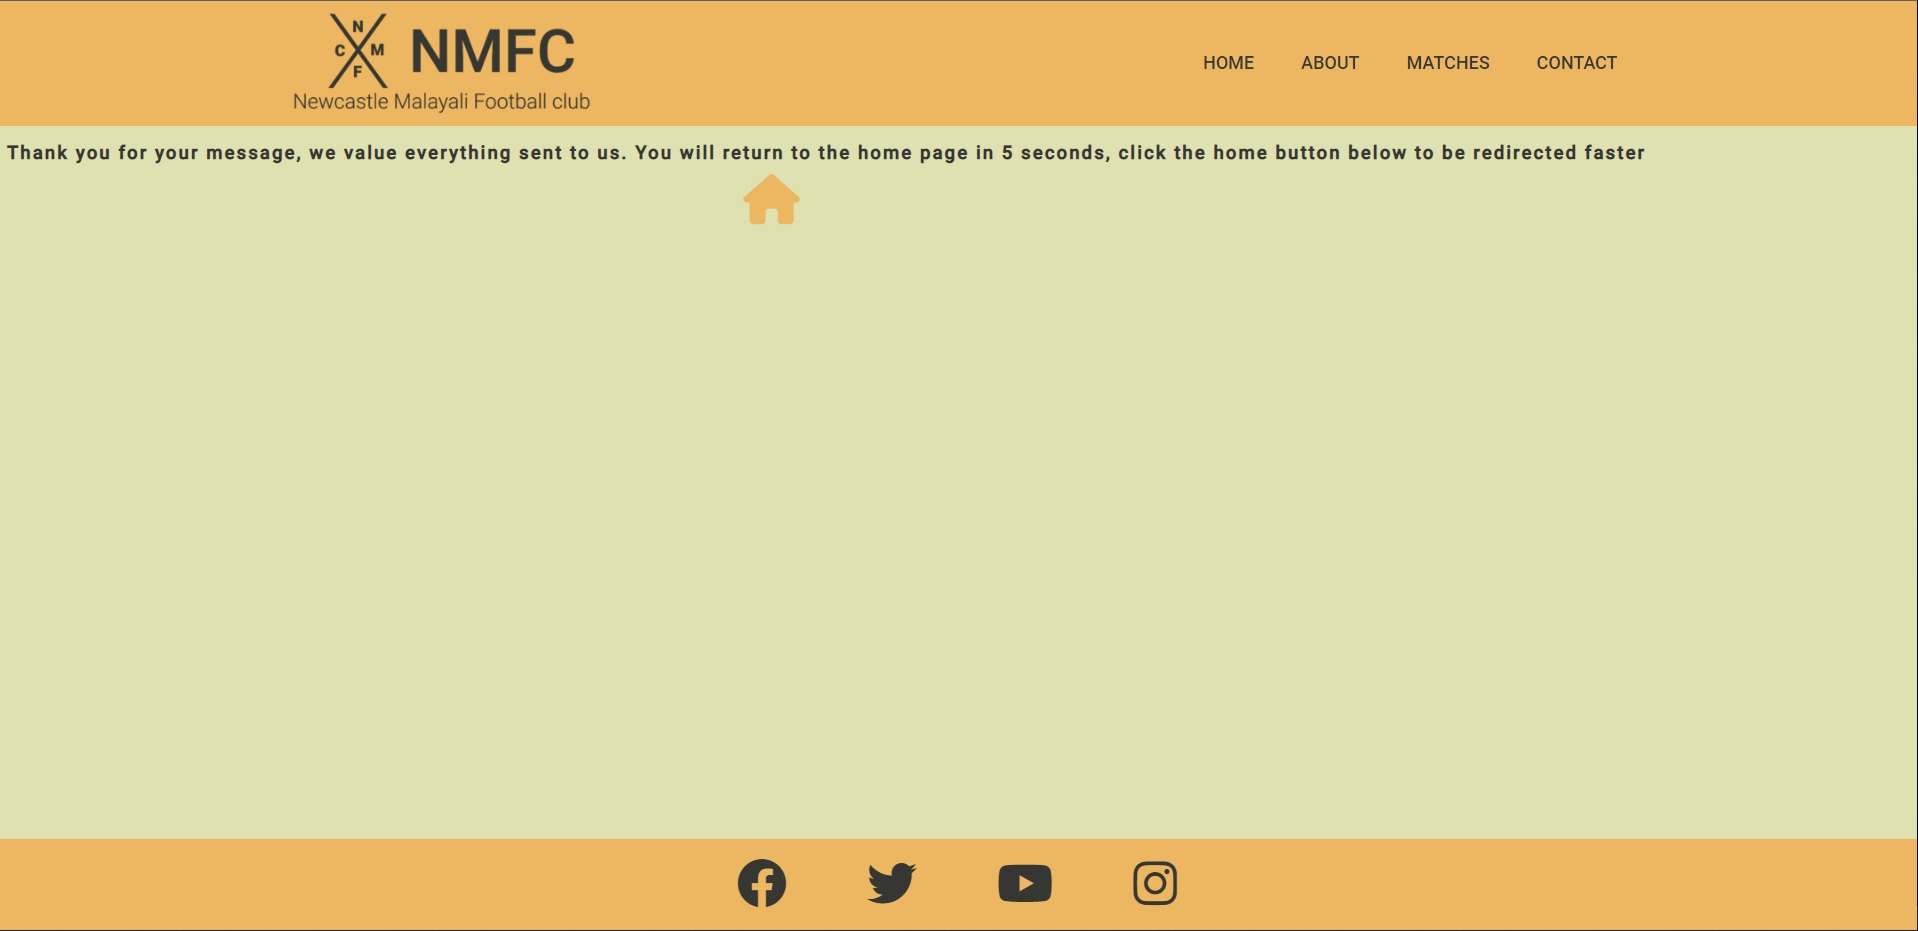 N
C M
F
NMFC
Newcastle Malayali Football club
HOME ABOUT MATCHES CONTACT
Thank you for your message, we value everything sent to us. You will return to the home page in 5 seconds, click the home button below to be redirected faster